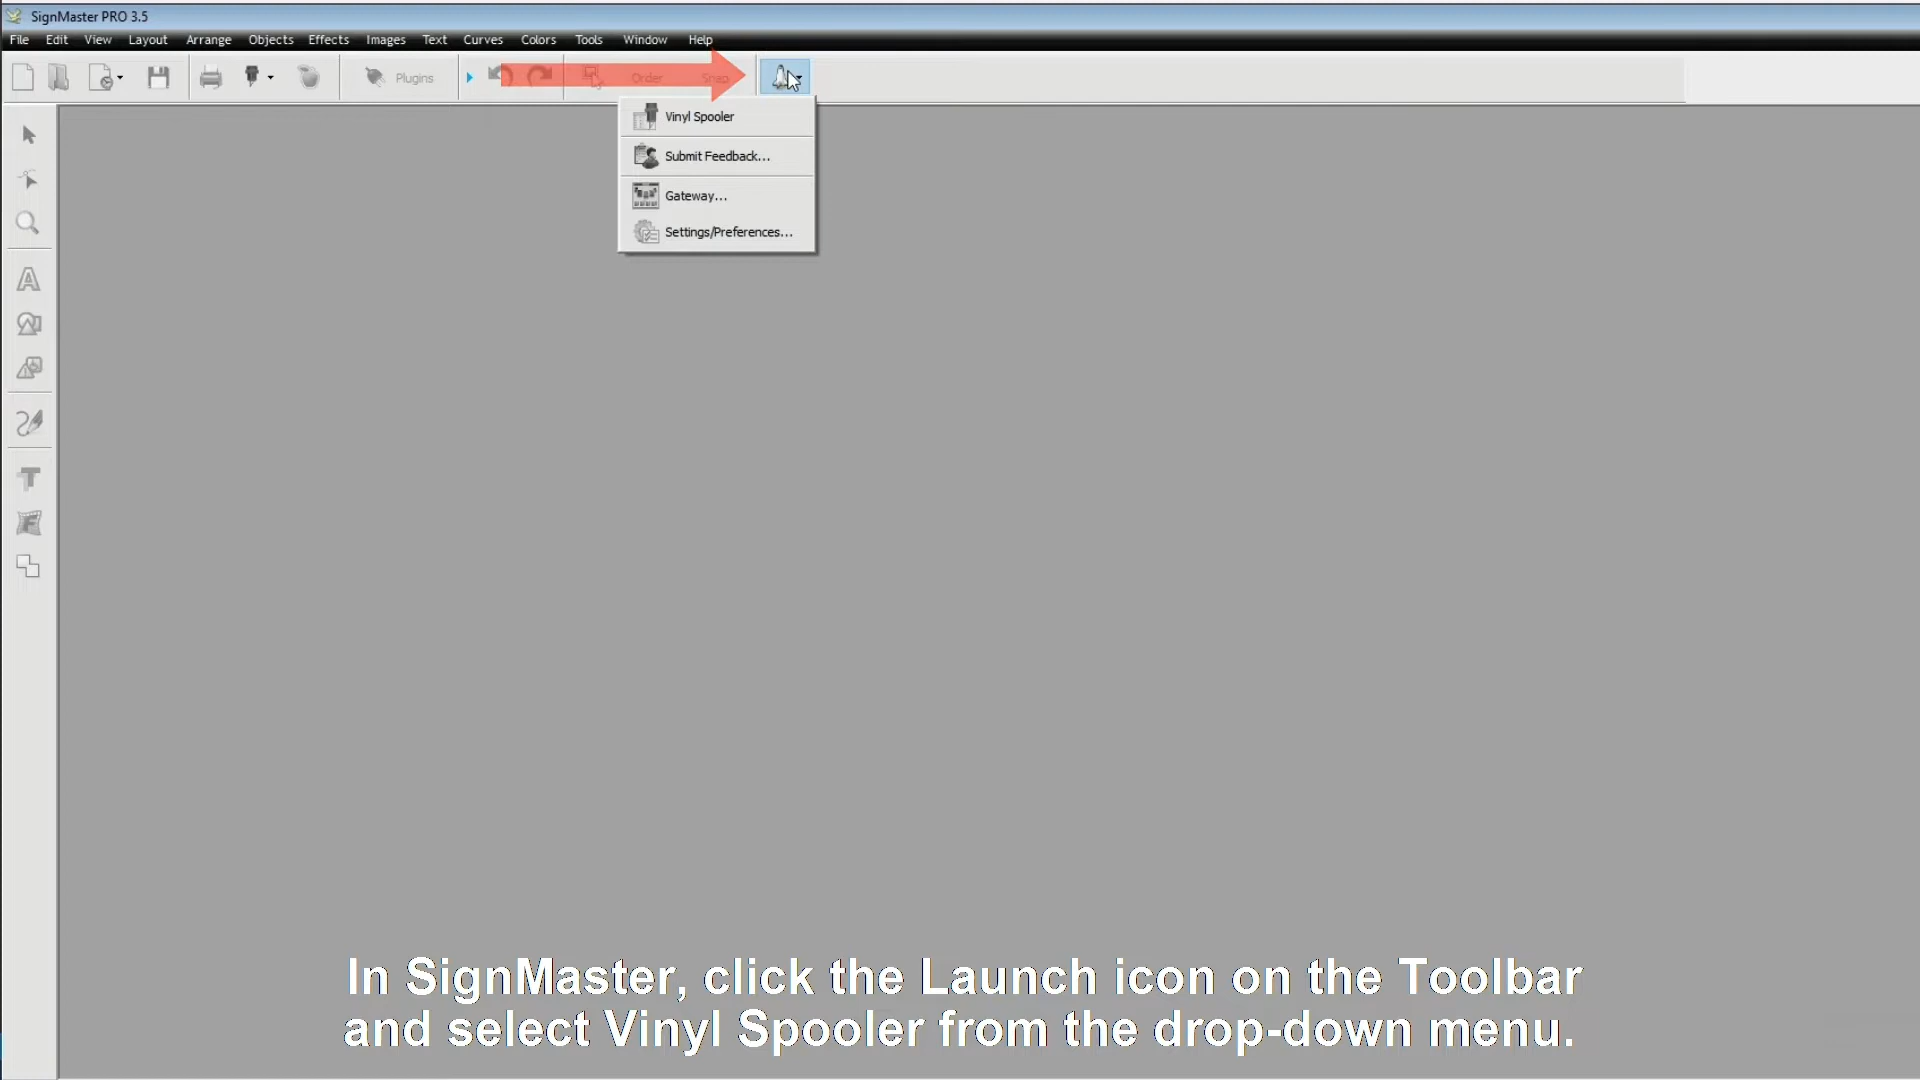 SignMaster PRO 3.5
File Edit View Layout Arrange Objects Effects Images Text Curves Colors Tools Window Help
Plugins Order Snap
Vinyl Spooler
Submit Feedback...
Gateway...
Settings/Preferences...
In SignMaster, click the Launch icon on the Toolbar
and select Vinyl Spooler from the drop-down menu.